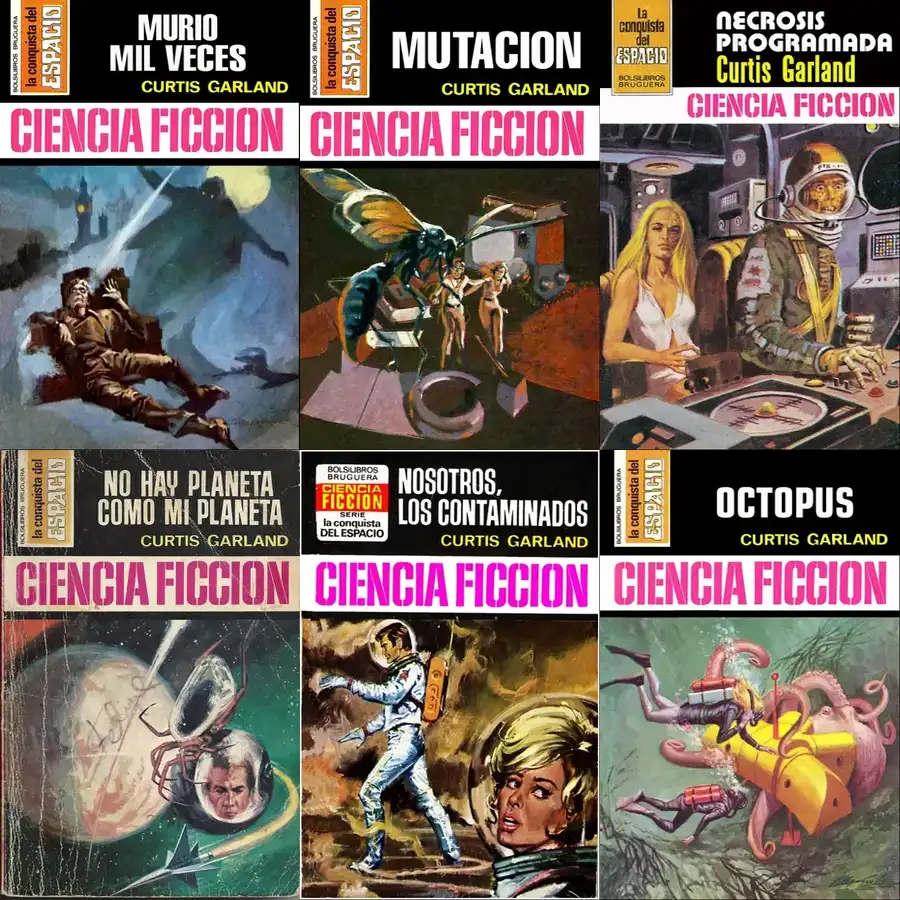 BOLSILIBROS BRUGUERA
la conquista del
ESPACIO
MURIO
MIL VECES
CURTIS GARLAND
CIENCIA FICCION
BOLSILIBROS BRUGUERA
la conquista del
ESPACIO
MUTACION
CURTIS GARLAND
CIENCIA FICCION
La
conquista
del
ESPACIO
BOLSILIBROS
BRUGUERA
NECROSIS
PROGRAMADA
Curtis Garland
CIENCIA FICCION
BOLSILIBROS BRUGUERA
la conquista del
ESPACIO
NO HAY PLANETA
COMO MI PLANETA
CURTIS GARLAND
CIENCIA FICCION
BOLSILIBROS
BRUGUERA
CIENCIA
FICCION
SERIE
la conquista
DEL ESPACIO
NOSOTROS,
LOS CONTAMINADOS
CURTIS GARLAND
CIENCIA FICCION
BOLSILIBROS BRUGUERA
la conquista del
ESPACIO
OCTOPUS
CURTIS GARLAND
CIENCIA FICCION